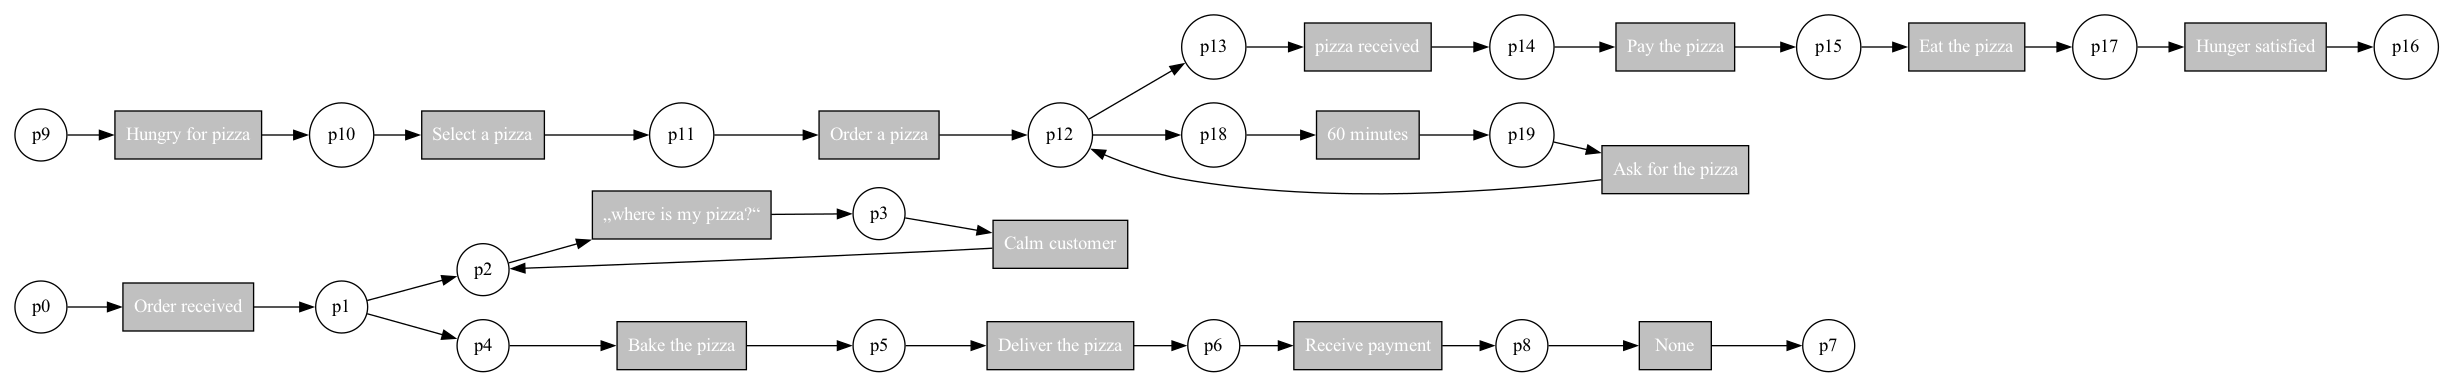 p13
pizza received
p14
Pay the pizza
p15
Eat the pizza
p17
Hunger satisfied
p16
p9
Hungry for pizza
p10
Select a pizza
p11
Order a pizza
p12
p18
60 minutes
p19
Ask for the pizza
„where is my pizza?“
p3
Calm customer
p2
p0
Order received
p1
p4
Bake the pizza
p5
Deliver the pizza
p6
Receive payment
p8
None
p7